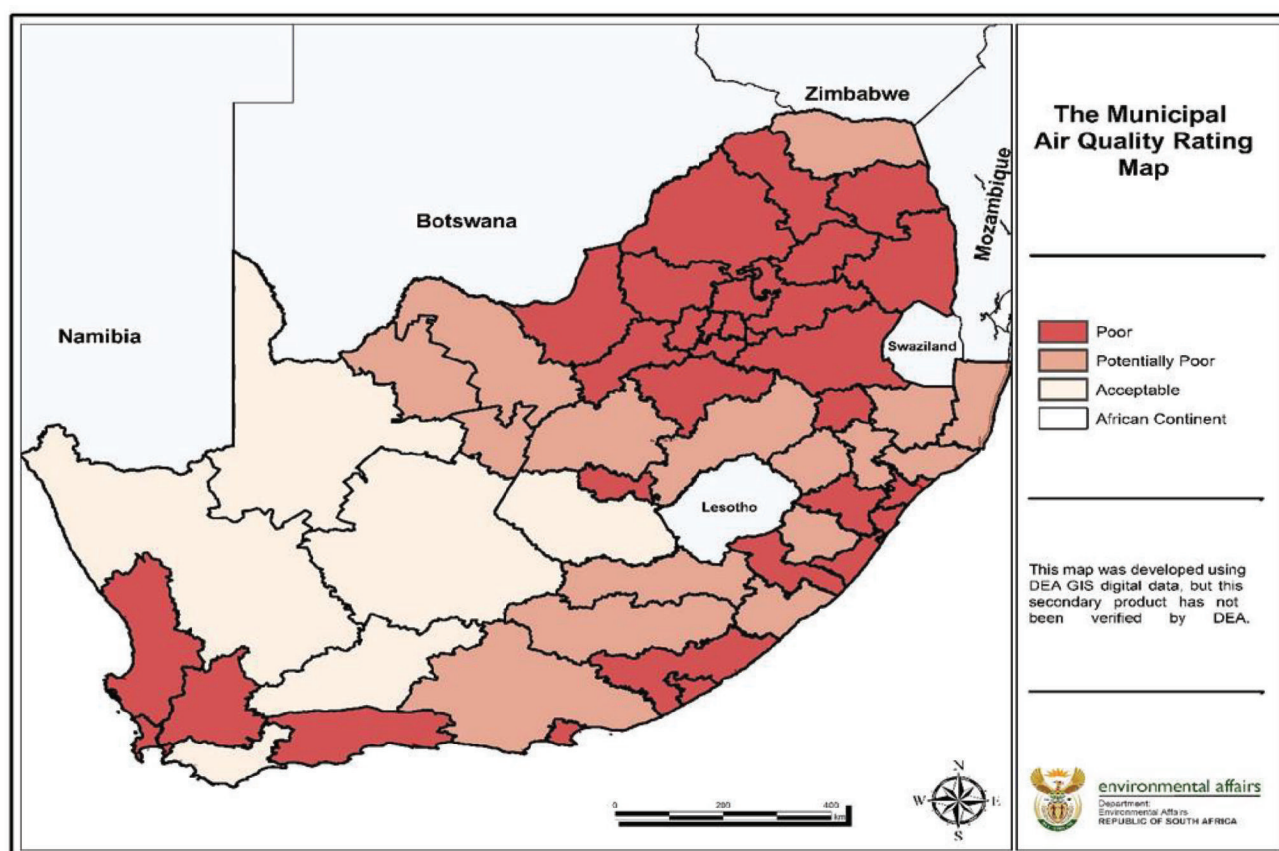 Zimbabwe
Mozambique
Botswana
Namibia
Swaziland
Lesotho
N
W
E
S
0
200
400
km
The Municipal
Air Quality Rating
Map
Poor
Potentially Poor
Acceptable
African Continent
This map was developed using
DEA GIS digital data, but this
secondary product has not
been verified by DEA.
environmental affairs
Department:
Environmental Affairs
REPUBLIC OF SOUTH AFRICA